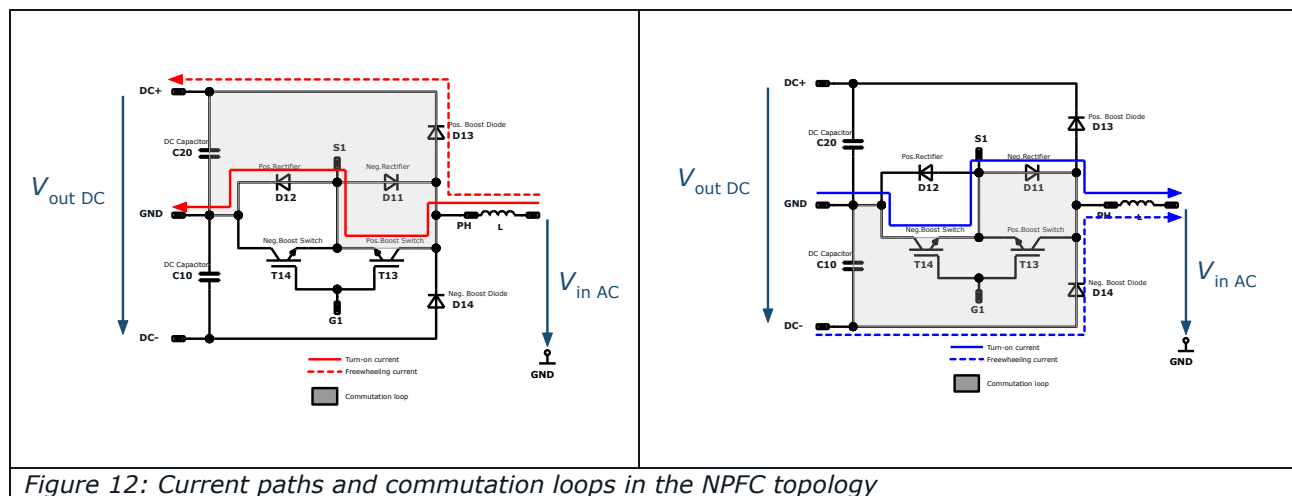 DC+
Pos. Boost Diode
D13
DC Capacitor
C20
S1
Pos.Rectifier
Neg.Rectifier
D12
D11
V out DC
GND
PH
L
Neg.Boost Switch
Pos.Boost Switch
DC Capacitor
C10
T14
T13
V in AC
Neg. Boost Diode
D14
G1
DC-
Turn-on current
Freewheeling current
GND
Commutation loop
DC+
Pos. Boost Diode
D13
DC Capacitor
C20
S1
Pos.Rectifier
Neg.Rectifier
D12
D11
V out DC
GND
PH
L
Neg.Boost Switch
Pos.Boost Switch
DC Capacitor
C10
T14
T13
V in AC
Neg. Boost Diode
D14
G1
DC-
Turn-on current
Freewheeling current
GND
Commutation loop
Figure 12: Current paths and commutation loops in the NPFC topology